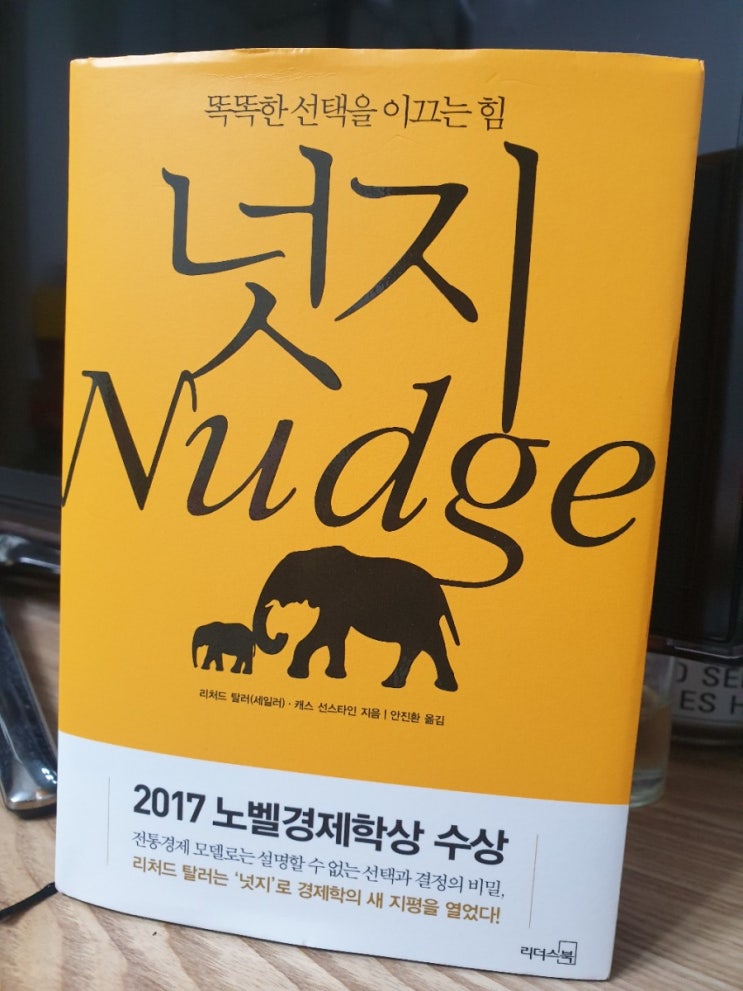 똑똑한 선택을 이끄는 힘
넛지
Nudge
리처드 탈러(세일러) · 캐스 선스타인 지음 | 안진환 옮김
2017 노벨경제학상 수상
전통경제 모델로는 설명할 수 없는 선택과 결정의 비밀,
리처드 탈러는 '넛지'로 경제학의 새 지평을 열었다!
리더스북